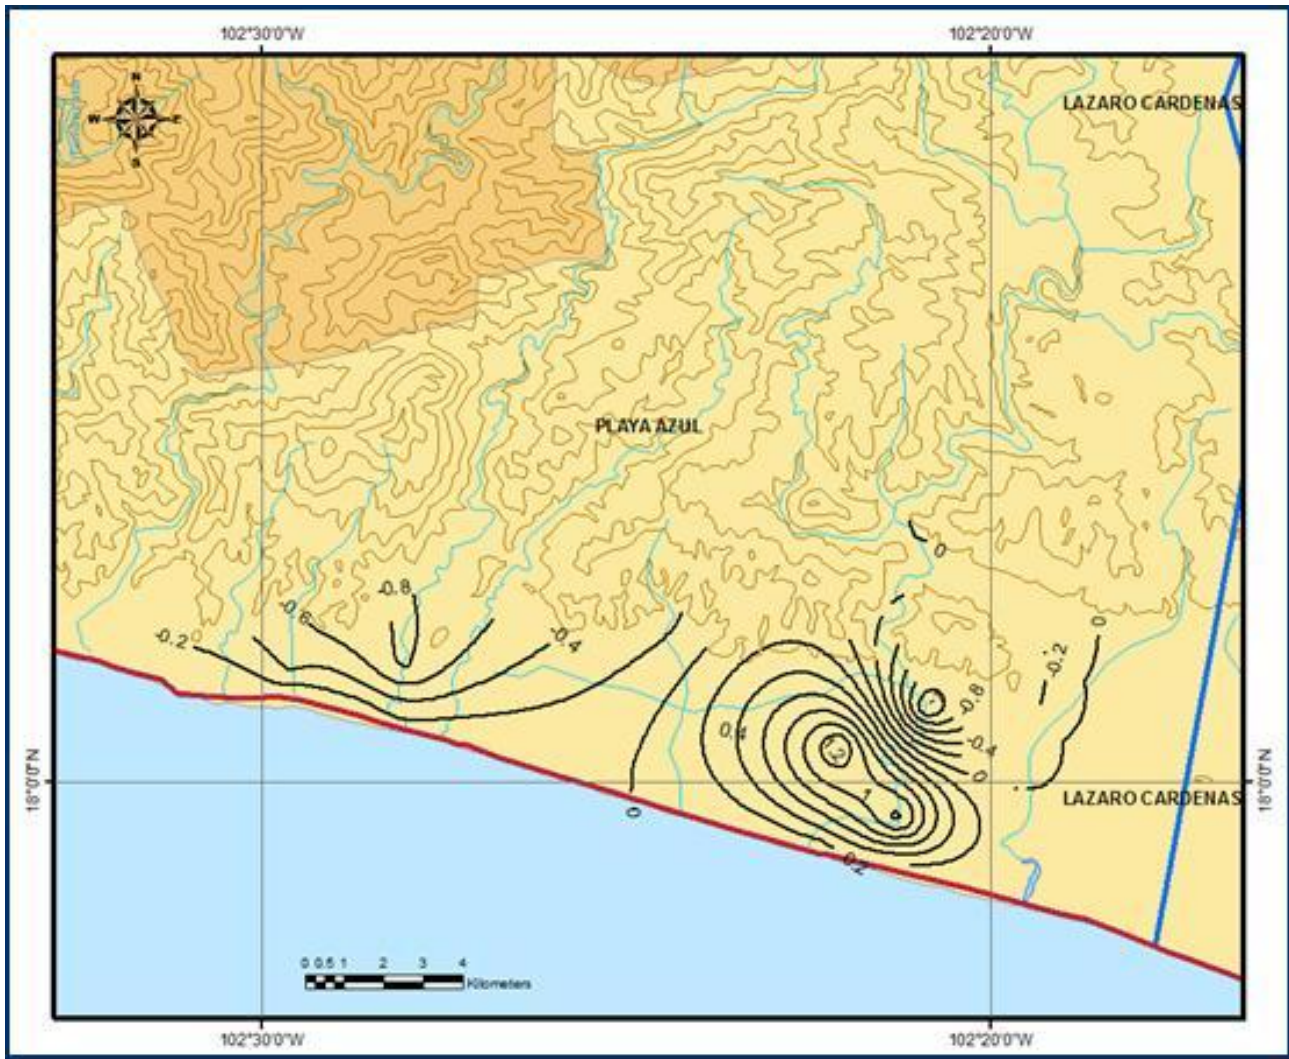 102°30'0"W 102°20'0"W
N
W E
S
LAZARO CARDENAS
PLAYA AZUL
0
-0.8
-0.6
-0.2 -0.4
0
-0.2
-0.8
0.4
-0.4
0
1
18°0'0"N 18°0'0"N
LAZARO CARDENAS
0
0.2
0 0.5 1 2 3 4
Kilometers
102°30'0"W 102°20'0"W